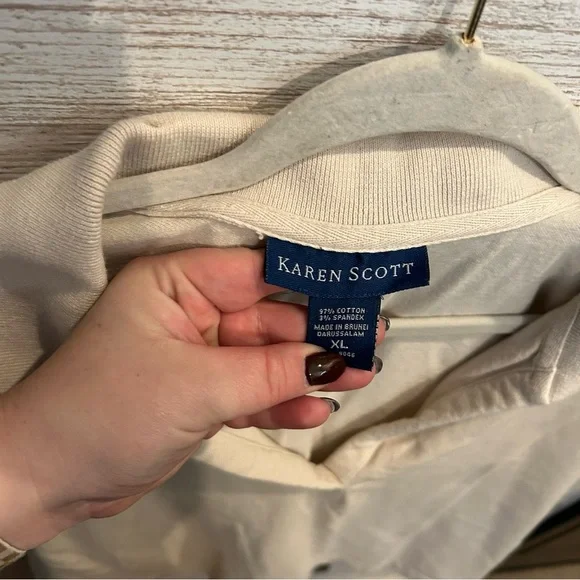 KAREN SCOTT
97% COTTON
3% SPANDEX
MADE IN BRUNEI
DARUSSALAM
XL